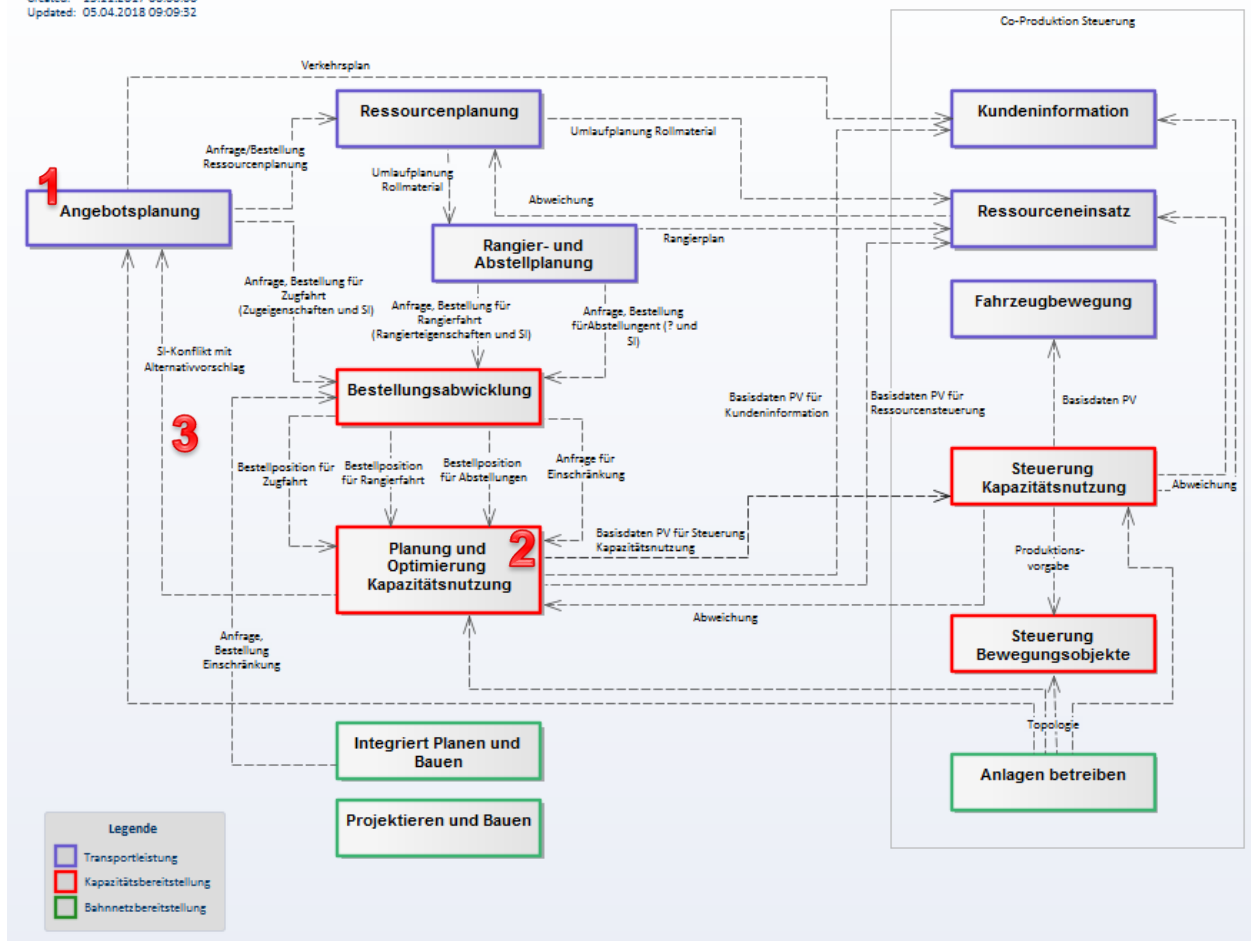 Updated: 05.04.2018 09:09:32
Co-Produktion Steuerung
Verkehrsplan
Ressourcenplanung
Kundeninformation
Umlaufplanung Rollmaterial
Anfrage/Bestellung
Ressourcenplanung
1
Umlaufplanung
Rollmaterial
Abweichung
Angebotsplanung
Ressourceneinsatz
Rangierplan
Rangier- und
Abstellplanung
Anfrage, Bestellung für
Zugfahrt
(Zugeigenschaften und SI)
Anfrage, Bestellung für
Rangierfahrt
(Rangierteigenschaften und SI)
Anfrage, Bestellung
fürAbstellungent (? und
SI)
Fahrzeugbewegung
SI-Konflikt mit
Alternativvorschlag
Bestellungsabwicklung
Basisdaten PV für
Kundeninformation
Basisdaten PV für
Ressourcensteuerung
Basisdaten PV
3
Bestellposition für
Zugfahrt
Bestellposition
für Rangierfahrt
Bestellposition
für Abstellungen
Anfrage für
Einschränkung
Steuerung
Kapazitätsnutzung
Abweichung
Planung und
Optimierung
Kapazitätsnutzung
2
Basisdaten PV für Steuerung
Kapazitätsnutzung
Produktions-
vorgabe
Abweichung
Anfrage,
Bestellung
Einschränkung
Steuerung
Bewegungsobjekte
Topologie
Integriert Planen und
Bauen
Anlagen betreiben
Projektieren und Bauen
Legende
Transportleistung
Kapazitätsbereitstellung
Bahnnetzbereitstellung